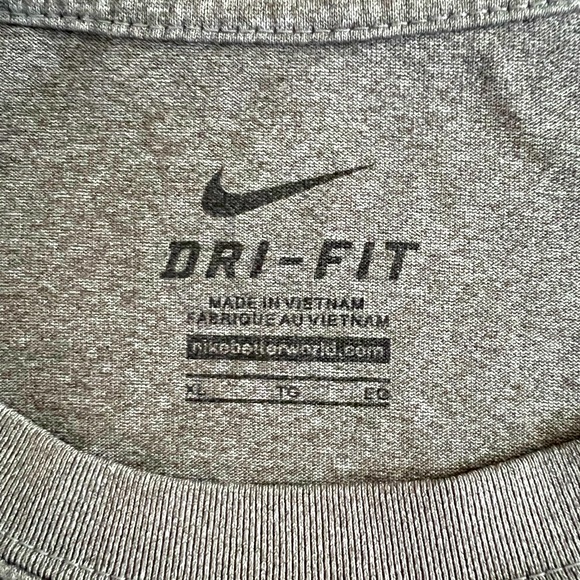 DRI-FIT
MADE IN VIETNAM
FABRIQUE AU VIETNAM
nikebetterworld.com
XL TG EG